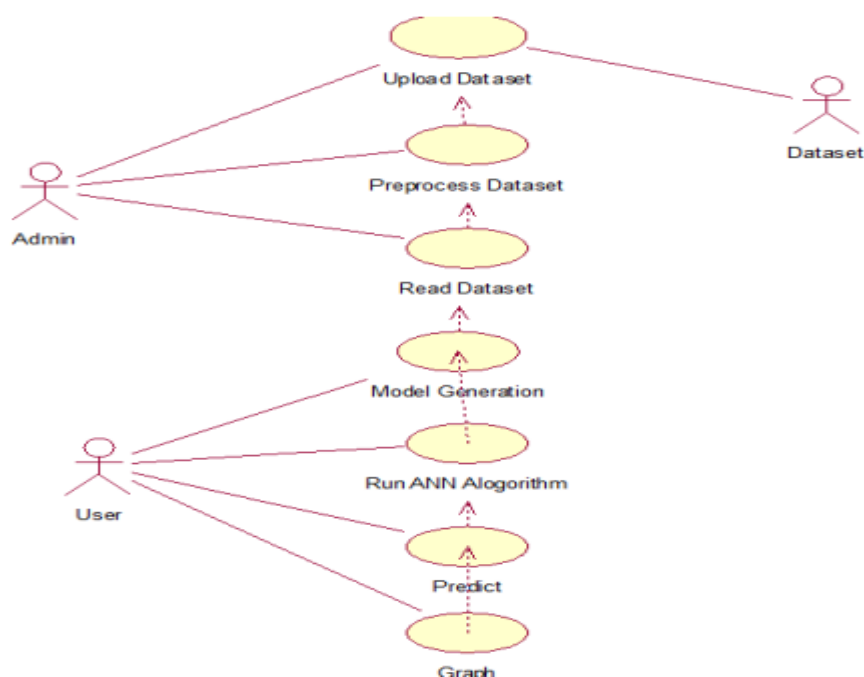 Upload Dataset
Dataset
Preprocess Dataset
Admin
Read Dataset
Model Generation
Run ANN Alogorithm
User
Predict
Graph